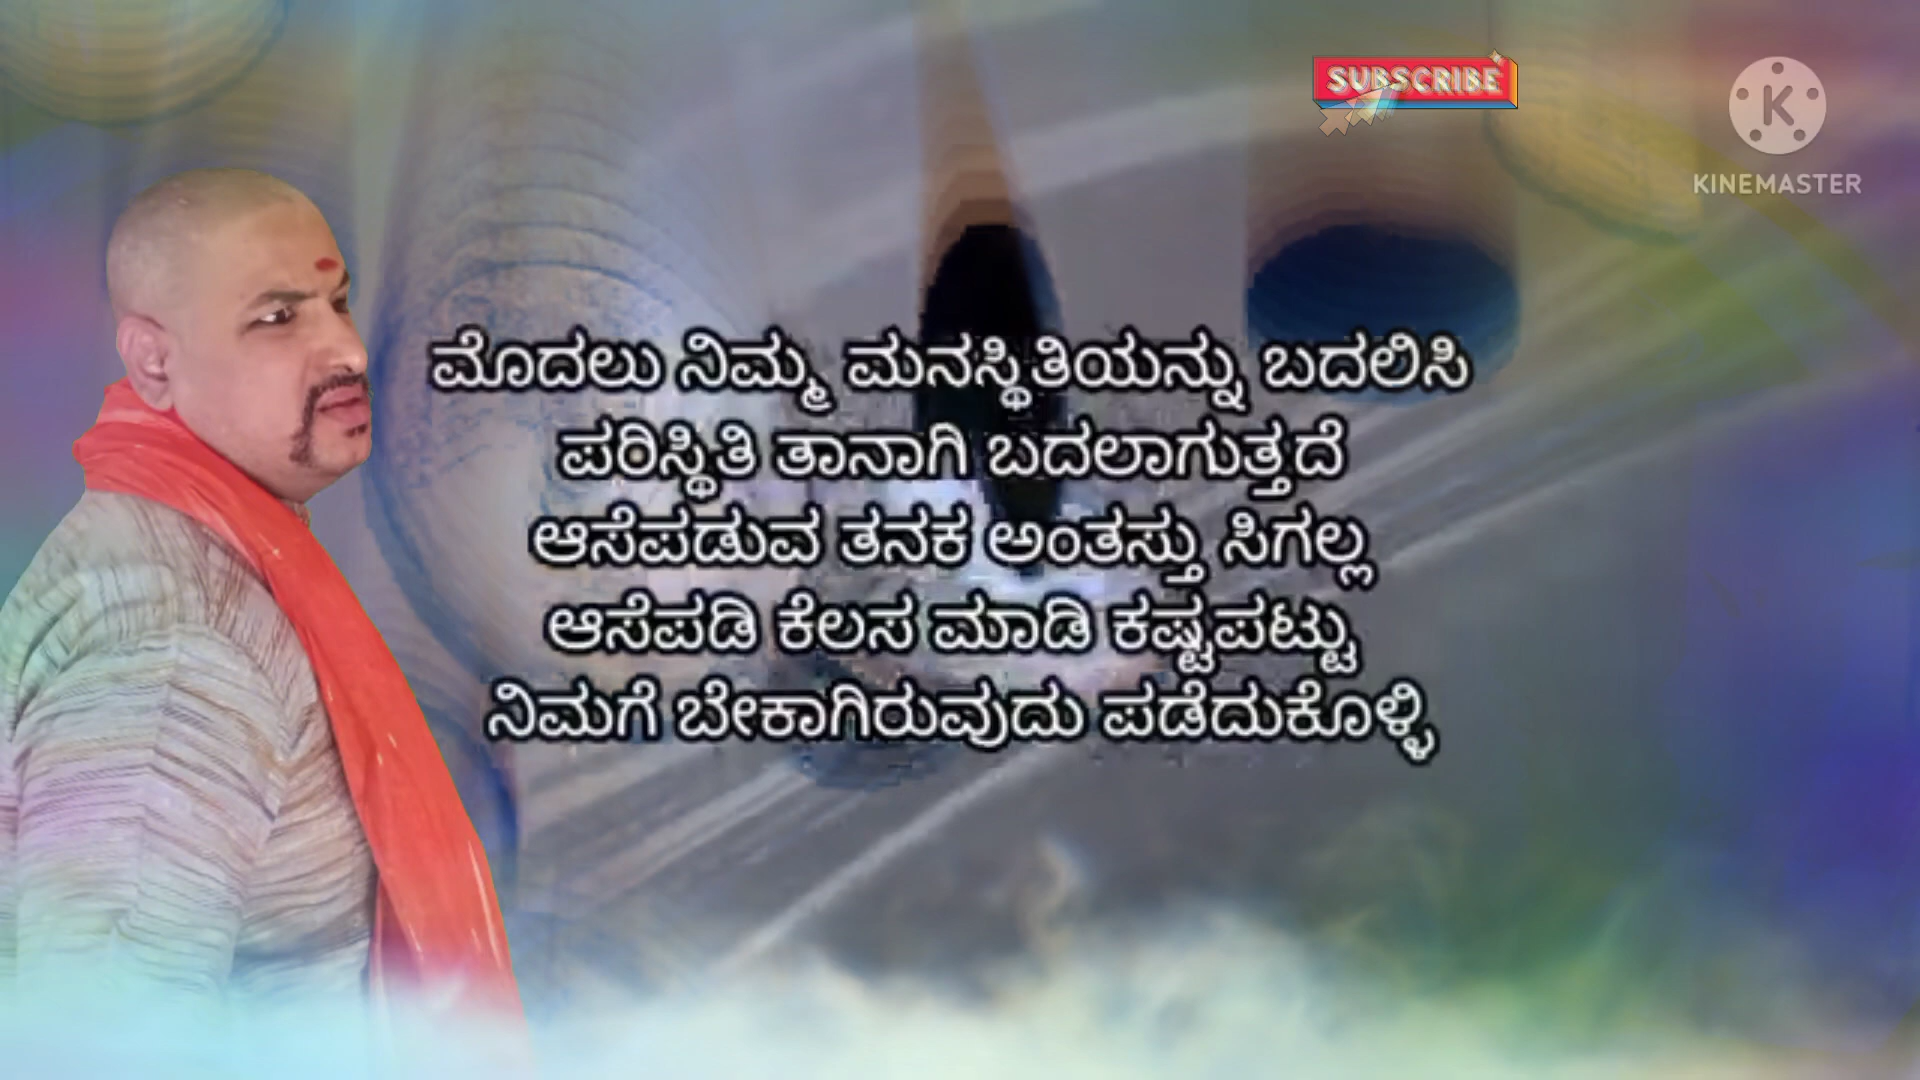 SUBSCRIBE
K
KINEMASTER
ಮೊದಲು ನಿಮ್ಮ ಮನಸ್ಥಿತಿಯನ್ನು ಬದಲಿಸಿ
ಪರಿಸ್ಥಿತಿ ತಾನಾಗಿ ಬದಲಾಗುತ್ತದೆ
ಆಸೆಪಡುವ ತನಕ ಅಂತಸ್ತು ಸಿಗಲ್ಲ
ಆಸೆಪಡಿ ಕೆಲಸ ಮಾಡಿ ಕಷ್ಟಪಟ್ಟು
ನಿಮಗೆ ಬೇಕಾಗಿರುವುದು ಪಡೆದುಕೊಳ್ಳಿ